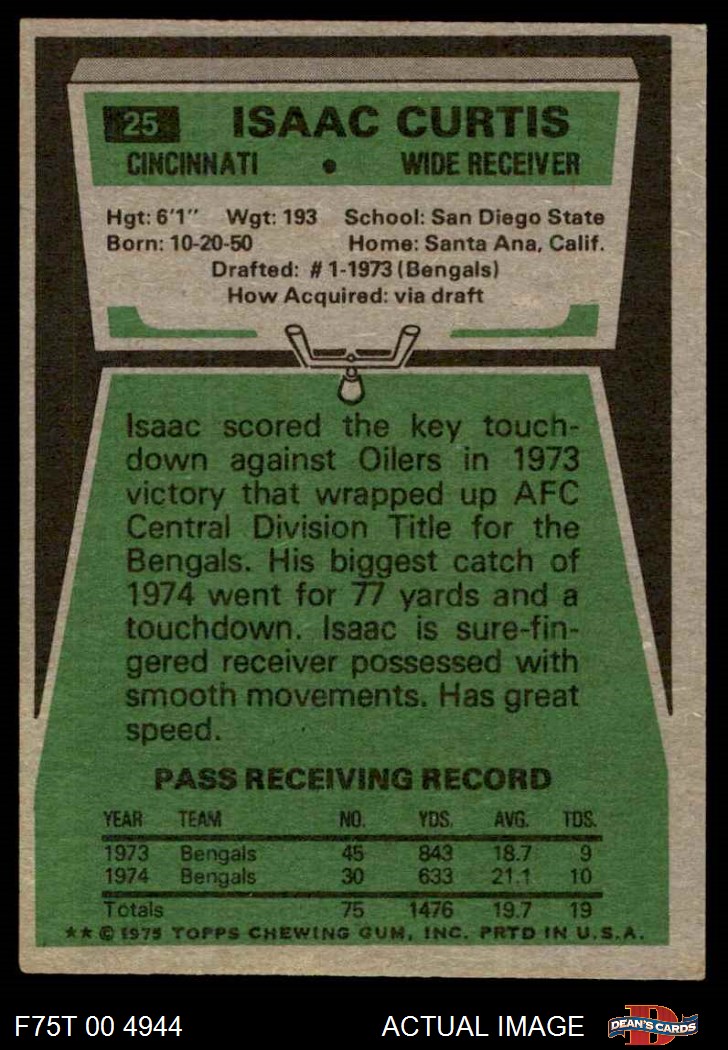 25 ISAAC CURTIS
CINCINNATI • WIDE RECEIVER
Hgt: 6'1" Wgt: 193 School: San Diego State
Born: 10-20-50 Home: Santa Ana, Calif.
Drafted: #1-1973 (Bengals)
How Acquired: via draft
Isaac scored the key touch-
down against Oilers in 1973
victory that wrapped up AFC
Central Division Title for the
Bengals. His biggest catch of
1974 went for 77 yards and a
touchdown. Isaac is sure-fin-
gered receiver possessed with
smooth movements. Has great
speed.
PASS RECEIVING RECORD
YEAR TEAM NO. YDS. AVG. TDS.
1973 Bengals 45 843 18.7 9
1974 Bengals 30 633 21.1 10
Totals 75 1476 19.7 19
★★ © 1975 TOPPS CHEWING GUM, INC. PRTD IN U.S.A.
F75T 00 4944 ACTUAL IMAGE D DEAN'S CARDS